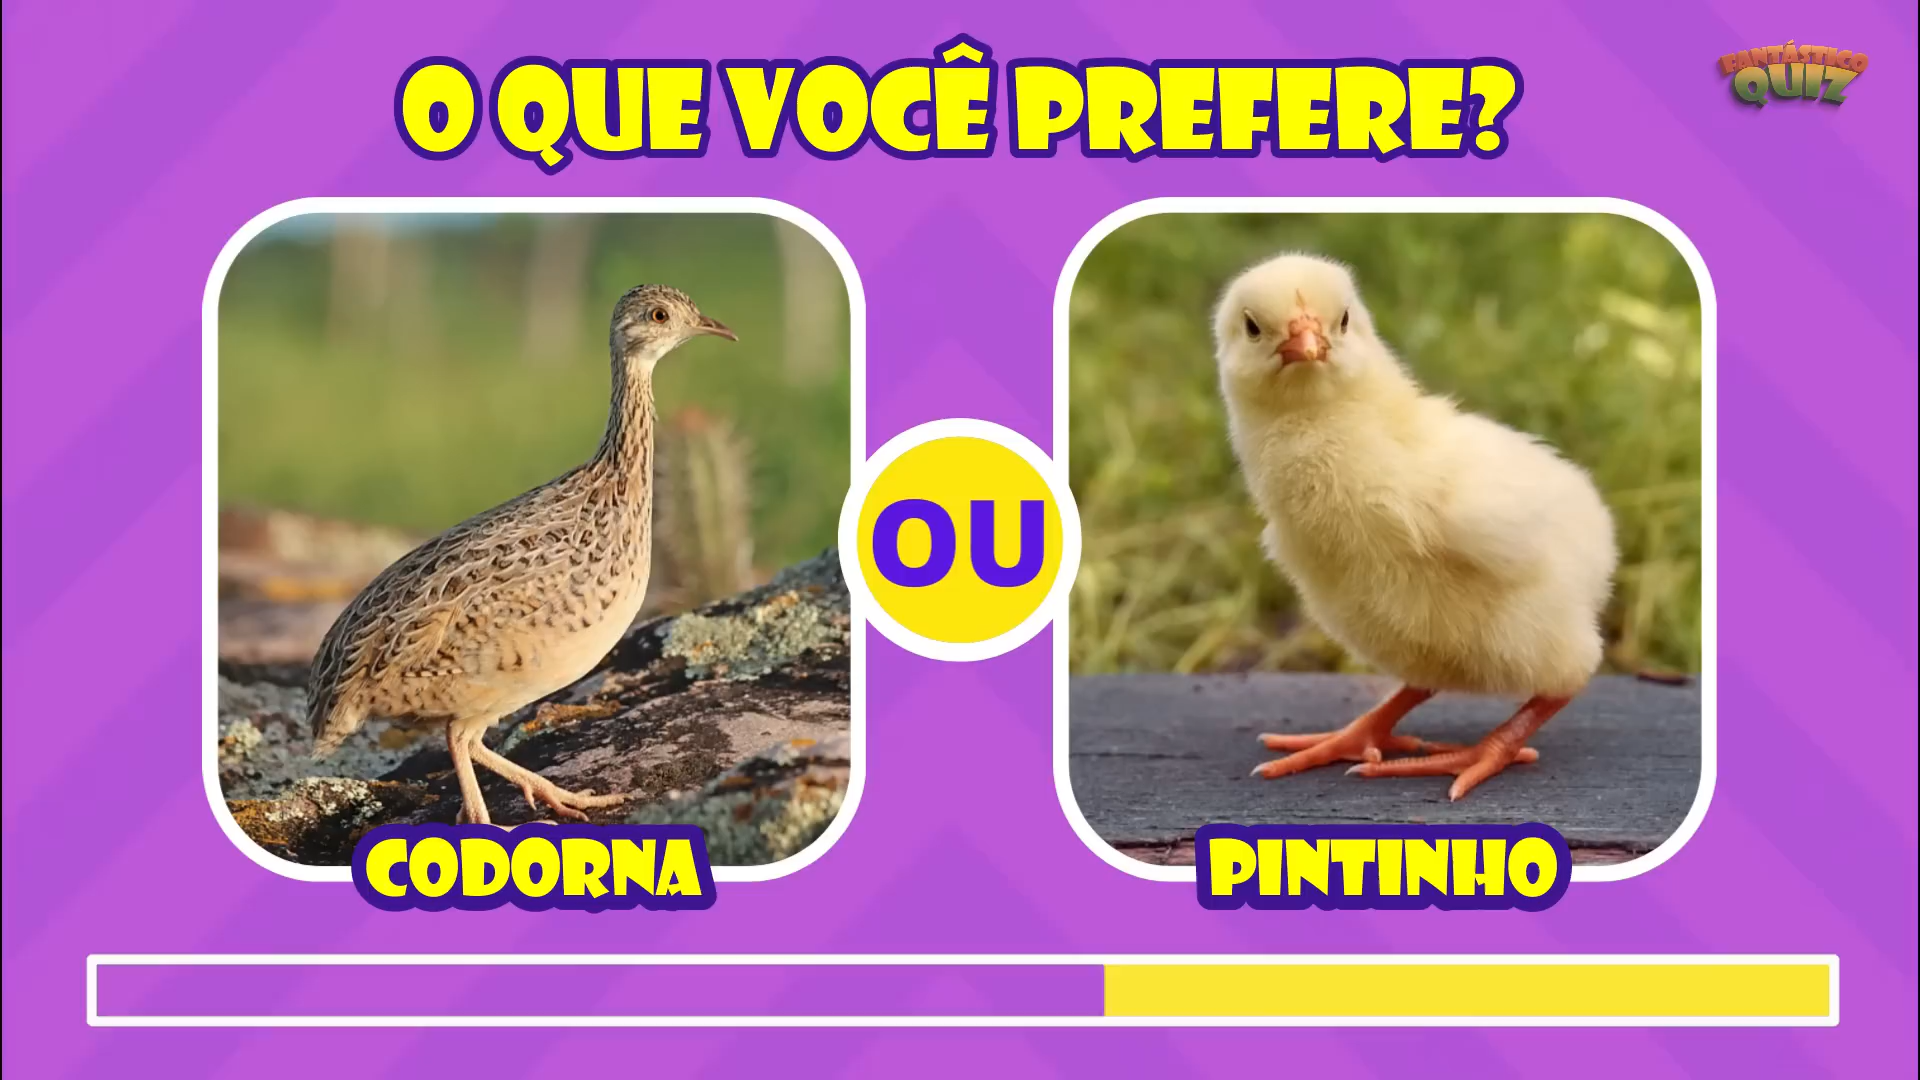 O QUE VOCÊ PREFERE?
FANTÁSTICO
QUIZ
OU
CODORNA
PINTINHO